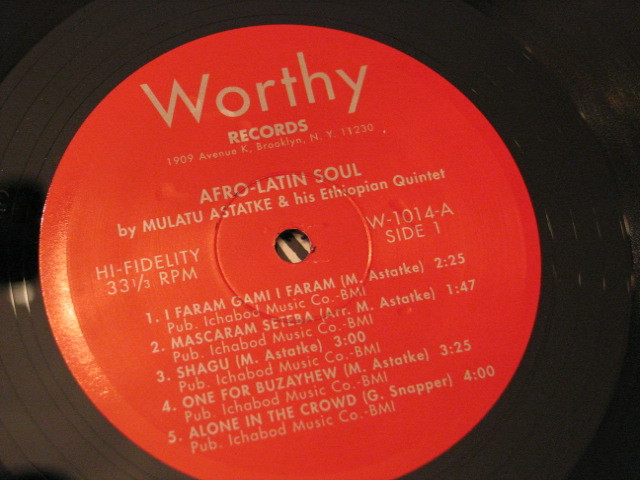 Worthy
RECORDS
1909 Avenue K, Brooklyn, N. Y. 11230
AFRO-LATIN SOUL
by MULATU ASTATKE & his Ethiopian Quintet
HI-FIDELITY
33 1/3 RPM
W-1014-A
SIDE 1
1. I FARAM GAMI I FARAM (M. Astatke) 2:25
Pub. Ichabod Music Co.-BMI
2. MASCARAM SETEBA (Arr. M. Astatke) 1:47
Pub. Ichabod Music Co.-BMI
3. SHAGU (M. Astatke) 3:00
Pub. Ichabod Music Co.-BMI
4. ONE FOR BUZAYHEW (M. Astatke) 3:25
Pub. Ichabod Music Co.-BMI
5. ALONE IN THE CROWD (G. Snapper) 4:00
Pub. Ichabod Music Co.-BMI